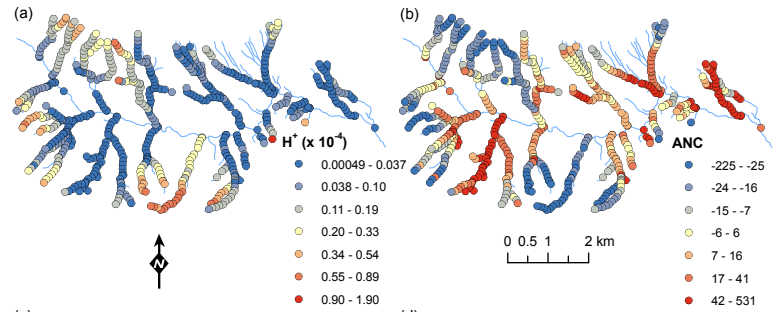 (a)
(b)
H+ (x 10-4)
0.00049 - 0.037
0.038 - 0.10
0.11 - 0.19
0.20 - 0.33
0.34 - 0.54
0.55 - 0.89
0.90 - 1.90
N
0 0.5 1 2 km
ANC
-225 - -25
-24 - -16
-15 - -7
-6 - 6
7 - 16
17 - 41
42 - 531